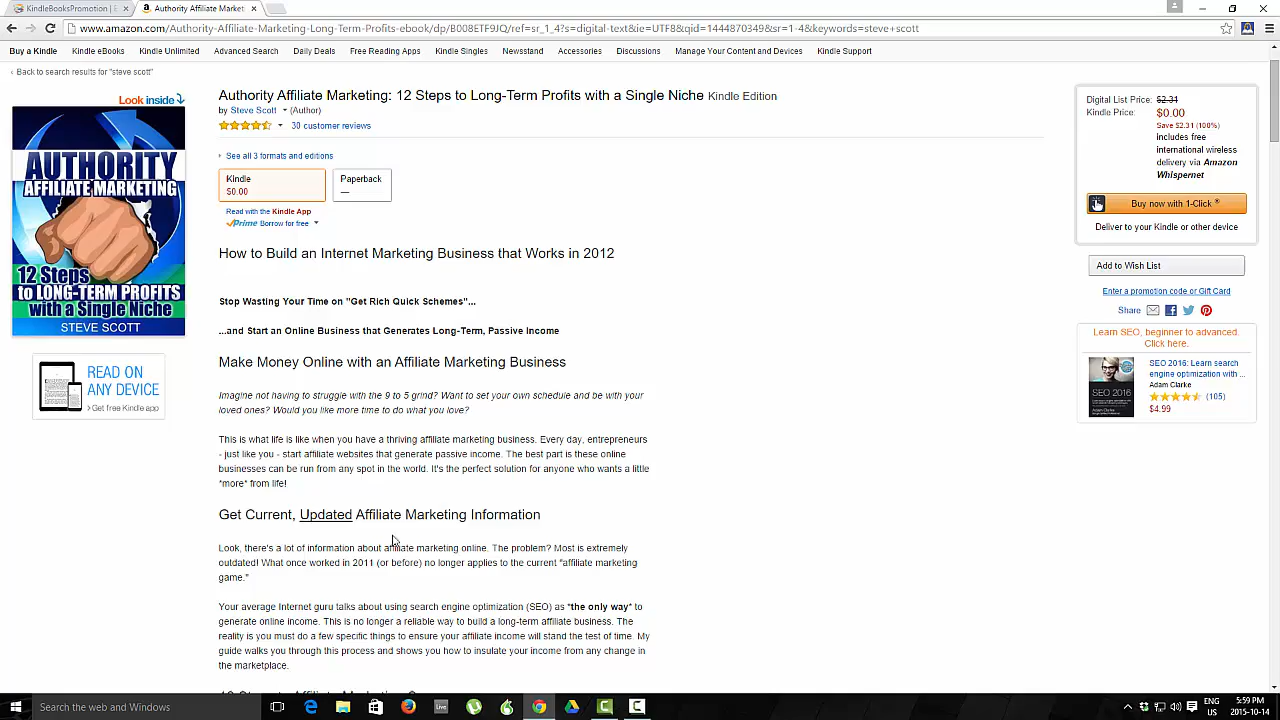 KindleBooksPromotion |
Authority Affiliate Market
www.amazon.com/Authority-Affiliate-Marketing-Long-Term-Profits-ebook/dp/B008ETF9JQ/ref=sr_1_4?s=digital-text&ie=UTF8&qid=1444870349&sr=1-4&keywords=steve+scott
Buy a Kindle Kindle eBooks Kindle Unlimited Advanced Search Daily Deals Free Reading Apps Kindle Singles Newsstand Accessories Discussions Manage Your Content and Devices Kindle Support
‹ Back to search results for "steve scott"
Look inside
AUTHORITY
AFFILIATE MARKETING
12 Steps
to LONG-TERM PROFITS
with a Single Niche
STEVE SCOTT
READ ON
ANY DEVICE
› Get free Kindle app
Authority Affiliate Marketing: 12 Steps to Long-Term Profits with a Single Niche Kindle Edition
by Steve Scott (Author)
30 customer reviews
See all 3 formats and editions
Kindle
$0.00
Paperback
—
Read with the Kindle App
Prime Borrow for free
How to Build an Internet Marketing Business that Works in 2012
Stop Wasting Your Time on "Get Rich Quick Schemes"...
...and Start an Online Business that Generates Long-Term, Passive Income
Make Money Online with an Affiliate Marketing Business
Imagine not having to struggle with the 9 to 5 grind? Want to set your own schedule and be with your
loved ones? Would you like more time to do what you love?
This is what life is like when you have a thriving affiliate marketing business. Every day, entrepreneurs
- just like you - start affiliate websites that generate passive income. The best part is these online
businesses can be run from any spot in the world. It's the perfect solution for anyone who wants a little
*more* from life!
Get Current, Updated Affiliate Marketing Information
Look, there's a lot of information about affiliate marketing online. The problem? Most is extremely
outdated! What once worked in 2011 (or before) no longer applies to the current "affiliate marketing
game."
Your average Internet guru talks about using search engine optimization (SEO) as *the only way* to
generate online income. This is no longer a reliable way to build a long-term affiliate business. The
reality is you must do a few specific things to ensure your affiliate income will stand the test of time. My
guide walks you through this process and shows you how to insulate your income from any change in
the marketplace.
Digital List Price: $2.31
Kindle Price: $0.00
Save $2.31 (100%)
includes free
international wireless
delivery via Amazon
Whispernet
Buy now with 1-Click ®
Deliver to your Kindle or other device
Add to Wish List
Enter a promotion code or Gift Card
Share
Learn SEO, beginner to advanced.
Click here.
SEO 2016
SEO 2016: Learn search
engine optimization with ...
Adam Clarke
(105)
$4.99
Search the web and Windows
Live
ENG
US
5:59 PM
2015-10-14